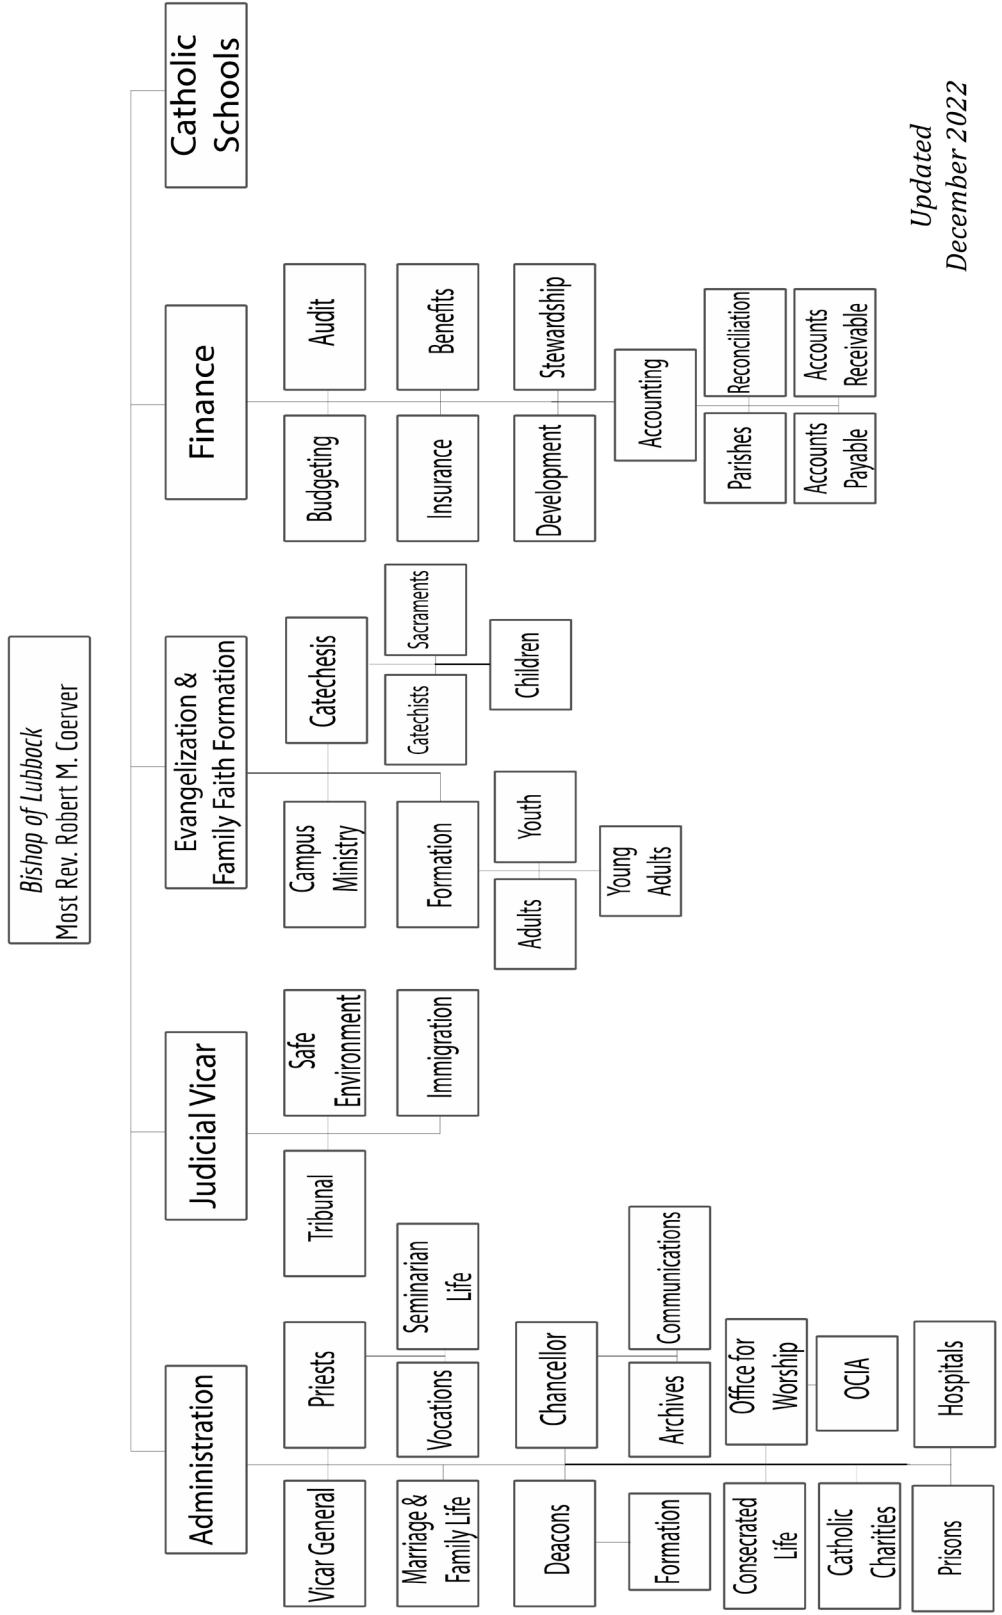 Bishop of Lubbock
Most Rev. Robert M. Coerver
Administration
Judicial Vicar
Evangelization &
Family Faith Formation
Finance
Catholic
Schools
Vicar General
Priests
Marriage &
Family Life
Vocations
Seminarian
Life
Deacons
Chancellor
Formation
Archives
Communications
Consecrated
Life
Office for
Worship
Catholic
Charities
OCIA
Prisons
Hospitals
Tribunal
Safe
Environment
Immigration
Campus
Ministry
Catechesis
Catechists
Sacraments
Children
Formation
Adults
Youth
Young
Adults
Budgeting
Audit
Insurance
Benefits
Development
Stewardship
Accounting
Parishes
Reconciliation
Accounts
Payable
Accounts
Receivable
Updated
December 2022